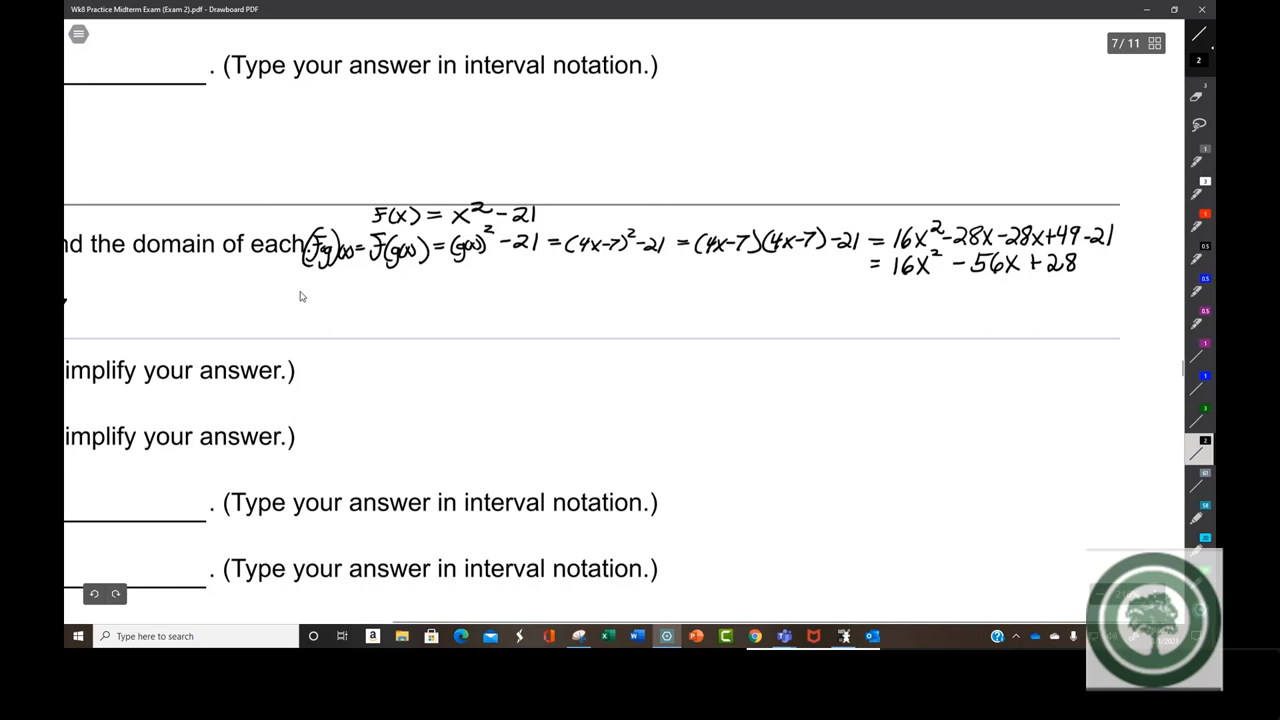 Wk8 Practice Midterm Exam (Exam 2).pdf - Drawboard PDF
7 / 11
. (Type your answer in interval notation.)
F(x) = x² - 21
nd the domain of each (f∘g)(x) = f(g(x)) = (g(x))² - 21 = (4x-7)² - 21 = (4x-7)(4x-7) - 21 = 16x² - 28x - 28x + 49 - 21
= 16x² - 56x + 28
implify your answer.)
implify your answer.)
. (Type your answer in interval notation.)
. (Type your answer in interval notation.)
Type here to search